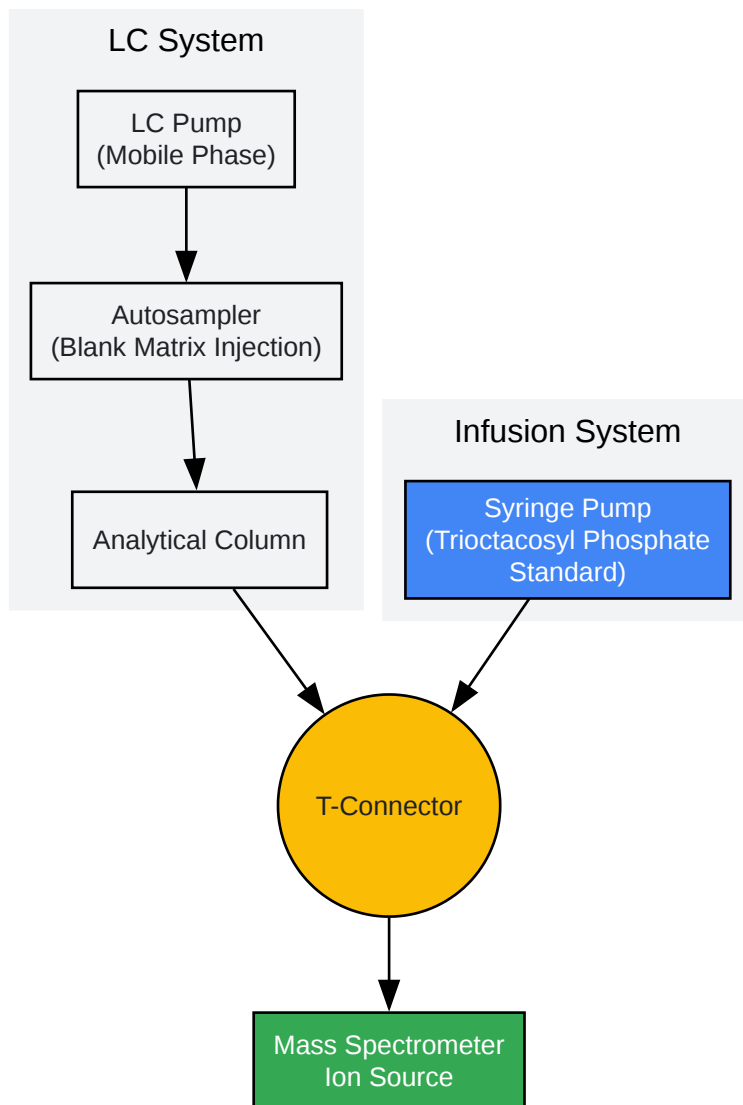 LC System
LC Pump
(Mobile Phase)
Autosampler
(Blank Matrix Injection)
Analytical Column
Infusion System
Syringe Pump
(Trioctacosyl Phosphate
Standard)
T-Connector
Mass Spectrometer
Ion Source